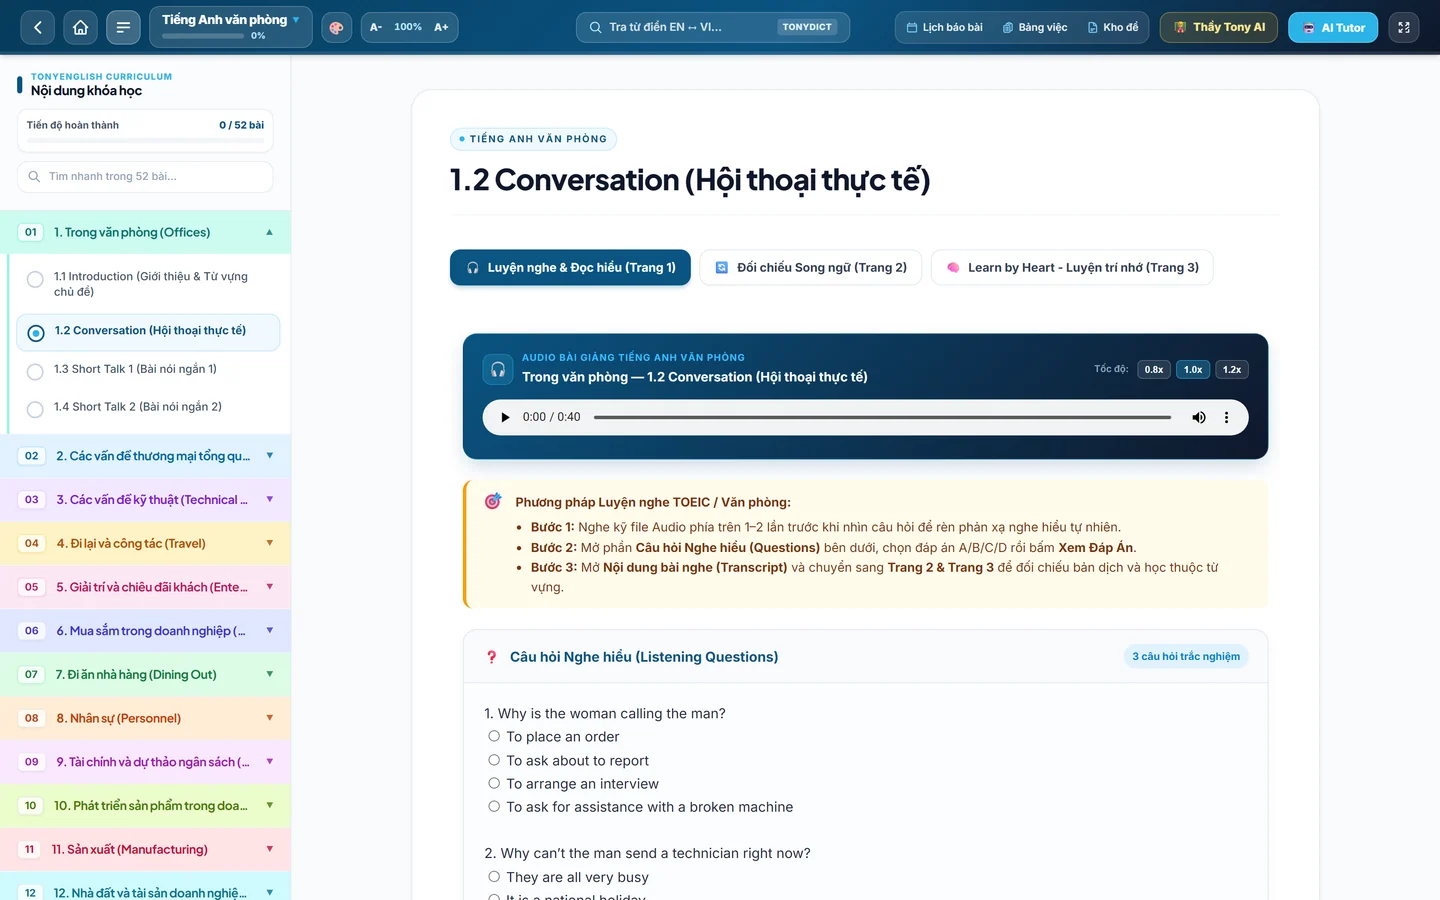 Tiếng Anh văn phòng ▼
0%
A- 100% A+
Tra từ điển EN ↔ VI... TONYDICT
Lịch báo bài
Bảng việc
Kho đề
Thầy Tony AI
AI Tutor
TONYENGLISH CURRICULUM
Nội dung khóa học
Tiến độ hoàn thành 0 / 52 bài
Tìm nhanh trong 52 bài...
01 1. Trong văn phòng (Offices) ▲
1.1 Introduction (Giới thiệu & Từ vựng
chủ đề)
1.2 Conversation (Hội thoại thực tế)
1.3 Short Talk 1 (Bài nói ngắn 1)
1.4 Short Talk 2 (Bài nói ngắn 2)
02 2. Các vấn đề thương mại tổng qu... ▼
03 3. Các vấn đề kỹ thuật (Technical ... ▼
04 4. Đi lại và công tác (Travel) ▼
05 5. Giải trí và chiêu đãi khách (Ente... ▼
06 6. Mua sắm trong doanh nghiệp (... ▼
07 7. Đi ăn nhà hàng (Dining Out) ▼
08 8. Nhân sự (Personnel) ▼
09 9. Tài chính và dự thảo ngân sách (... ▼
10 10. Phát triển sản phẩm trong doa... ▼
11 11. Sản xuất (Manufacturing) ▼
12 12. Nhà đất và tài sản doanh nghiệ... ▼
TIẾNG ANH VĂN PHÒNG
1.2 Conversation (Hội thoại thực tế)
Luyện nghe & Đọc hiểu (Trang 1)
Đối chiếu Song ngữ (Trang 2)
Learn by Heart - Luyện trí nhớ (Trang 3)
AUDIO BÀI GIẢNG TIẾNG ANH VĂN PHÒNG
Trong văn phòng — 1.2 Conversation (Hội thoại thực tế)
Tốc độ: 0.8x 1.0x 1.2x
0:00 / 0:40
Phương pháp Luyện nghe TOEIC / Văn phòng:
• Bước 1: Nghe kỹ file Audio phía trên 1–2 lần trước khi nhìn câu hỏi để rèn phản xạ nghe hiểu tự nhiên.
• Bước 2: Mở phần Câu hỏi Nghe hiểu (Questions) bên dưới, chọn đáp án A/B/C/D rồi bấm Xem Đáp Án.
• Bước 3: Mở Nội dung bài nghe (Transcript) và chuyển sang Trang 2 & Trang 3 để đối chiếu bản dịch và học thuộc từ
vựng.
❓ Câu hỏi Nghe hiểu (Listening Questions)
3 câu hỏi trắc nghiệm
1. Why is the woman calling the man?
To place an order
To ask about to report
To arrange an interview
To ask for assistance with a broken machine
2. Why can't the man send a technician right now?
They are all very busy
It is a national holiday